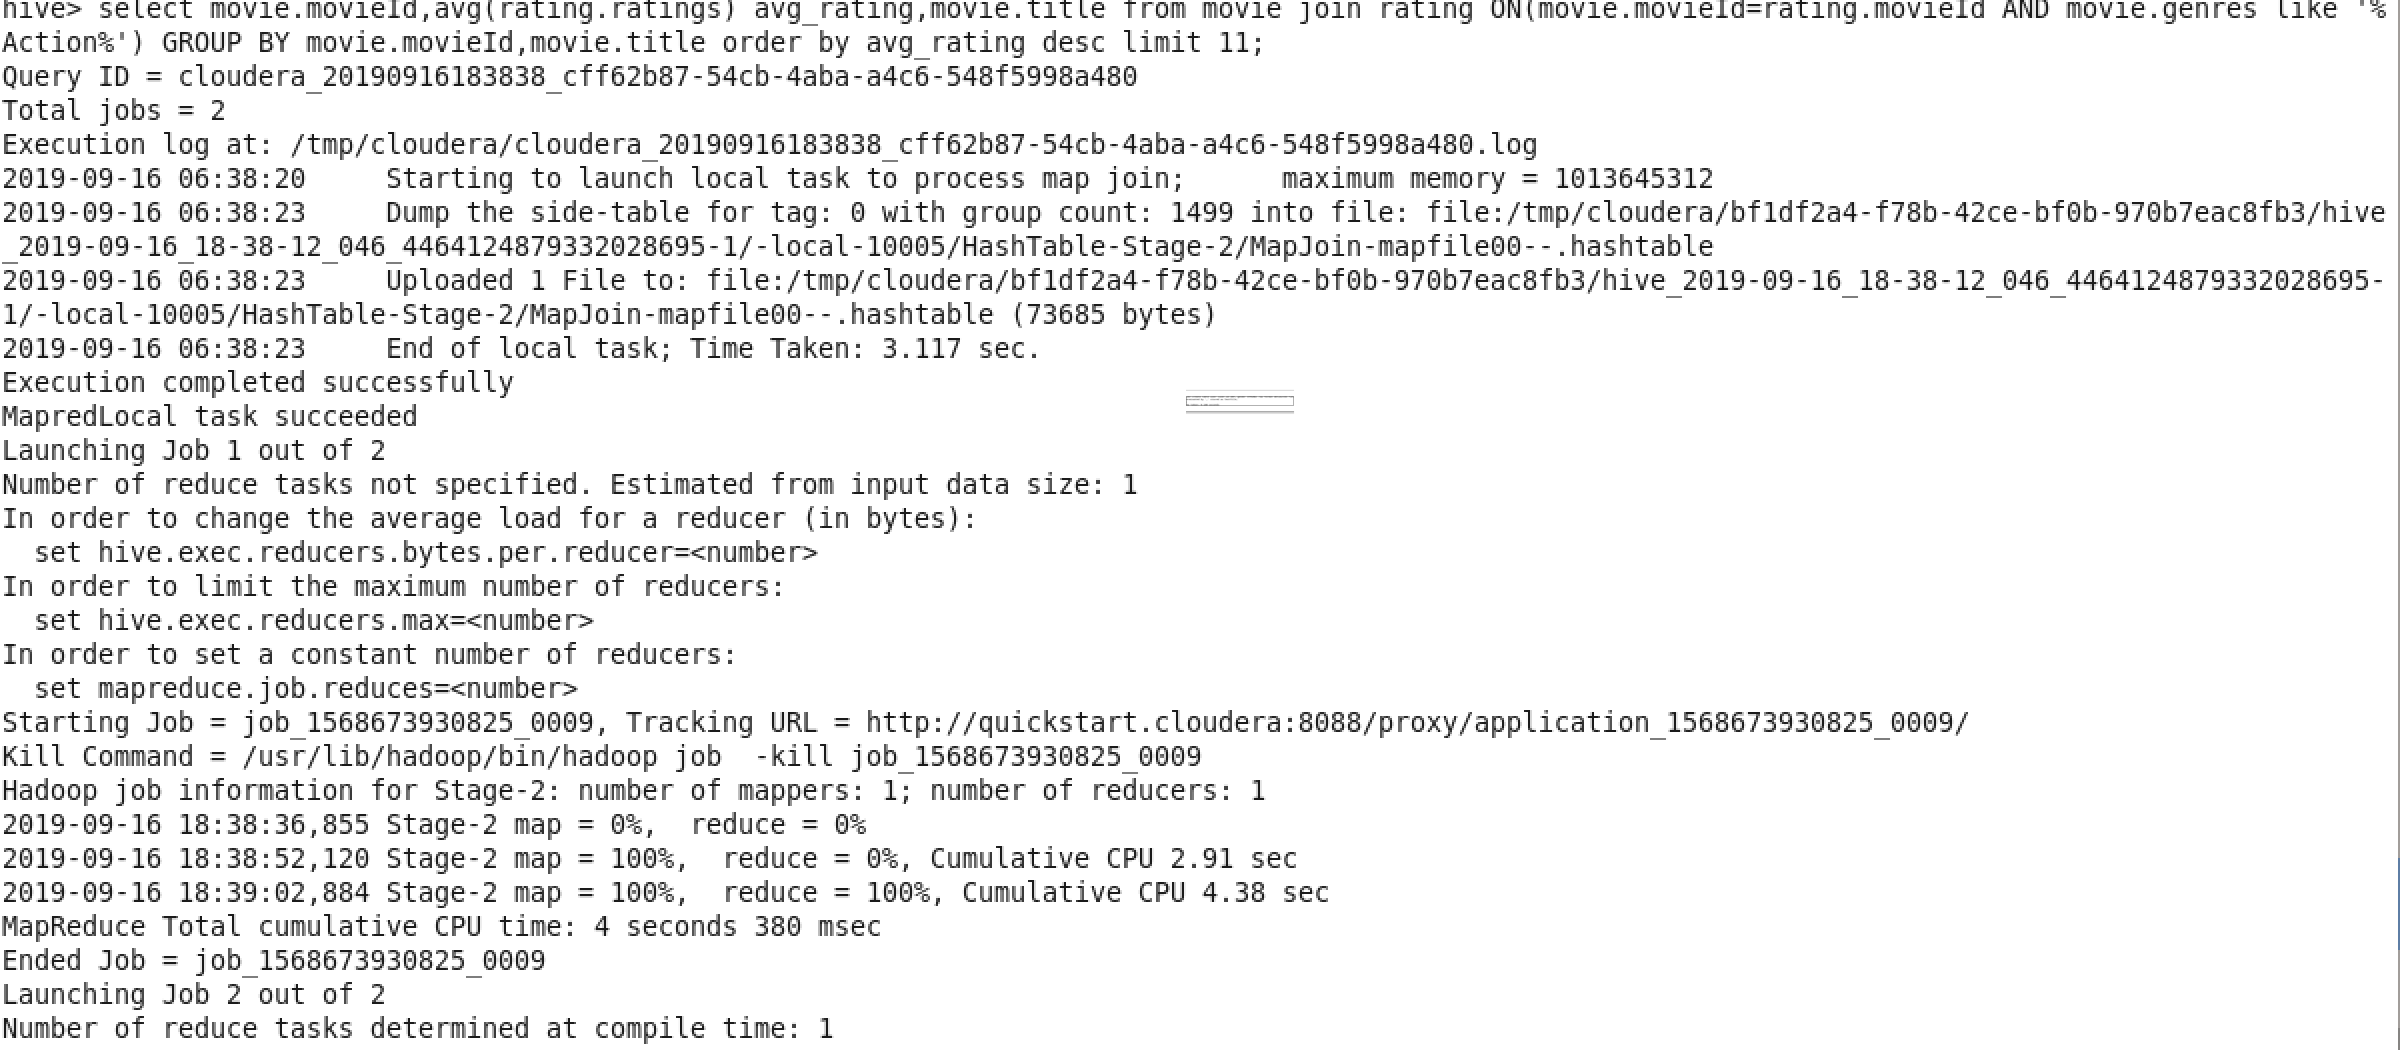 hive> select movie.movieId,avg(rating.ratings) avg_rating,movie.title from movie join rating ON(movie.movieId=rating.movieId AND movie.genres like '%
Action%') GROUP BY movie.movieId,movie.title order by avg_rating desc limit 11;
Query ID = cloudera_20190916183838_cff62b87-54cb-4aba-a4c6-548f5998a480
Total jobs = 2
Execution log at: /tmp/cloudera/cloudera_20190916183838_cff62b87-54cb-4aba-a4c6-548f5998a480.log
2019-09-16 06:38:20     Starting to launch local task to process map join;      maximum memory = 1013645312
2019-09-16 06:38:23     Dump the side-table for tag: 0 with group count: 1499 into file: file:/tmp/cloudera/bf1df2a4-f78b-42ce-bf0b-970b7eac8fb3/hive
_2019-09-16_18-38-12_046_4464124879332028695-1/-local-10005/HashTable-Stage-2/MapJoin-mapfile00--.hashtable
2019-09-16 06:38:23     Uploaded 1 File to: file:/tmp/cloudera/bf1df2a4-f78b-42ce-bf0b-970b7eac8fb3/hive_2019-09-16_18-38-12_046_4464124879332028695-
1/-local-10005/HashTable-Stage-2/MapJoin-mapfile00--.hashtable (73685 bytes)
2019-09-16 06:38:23     End of local task; Time Taken: 3.117 sec.
Execution completed successfully
MapredLocal task succeeded
Launching Job 1 out of 2
Number of reduce tasks not specified. Estimated from input data size: 1
In order to change the average load for a reducer (in bytes):
  set hive.exec.reducers.bytes.per.reducer=<number>
In order to limit the maximum number of reducers:
  set hive.exec.reducers.max=<number>
In order to set a constant number of reducers:
  set mapreduce.job.reduces=<number>
Starting Job = job_1568673930825_0009, Tracking URL = http://quickstart.cloudera:8088/proxy/application_1568673930825_0009/
Kill Command = /usr/lib/hadoop/bin/hadoop job  -kill job_1568673930825_0009
Hadoop job information for Stage-2: number of mappers: 1; number of reducers: 1
2019-09-16 18:38:36,855 Stage-2 map = 0%,  reduce = 0%
2019-09-16 18:38:52,120 Stage-2 map = 100%,  reduce = 0%, Cumulative CPU 2.91 sec
2019-09-16 18:39:02,884 Stage-2 map = 100%,  reduce = 100%, Cumulative CPU 4.38 sec
MapReduce Total cumulative CPU time: 4 seconds 380 msec
Ended Job = job_1568673930825_0009
Launching Job 2 out of 2
Number of reduce tasks determined at compile time: 1